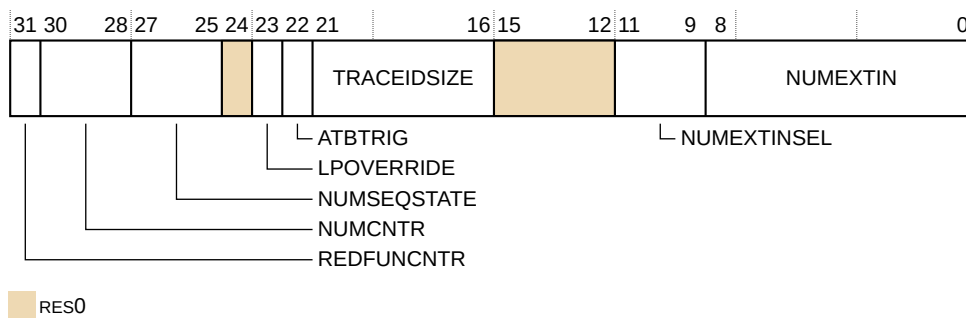 31 30 28 27 25 24 23 22 21 16 15 12 11 9 8 0
TRACEIDSIZE NUMEXTIN
ATBTRIG NUMEXTINSEL
LPOVERRIDE
NUMSEQSTATE
NUMCNTR
REDFUNCNTR
RES0